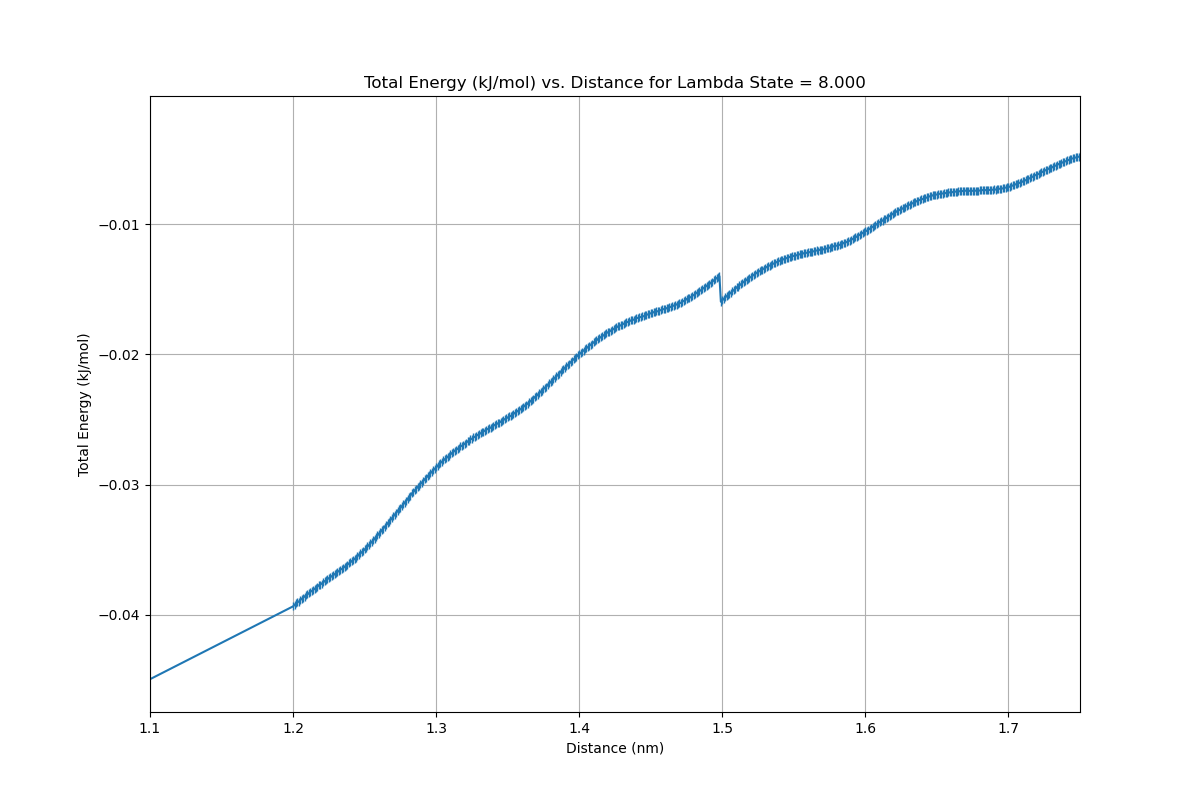 Total Energy (kJ/mol) vs. Distance for Lambda State = 8.000
Total Energy (kJ/mol)
−0.01
−0.02
−0.03
−0.04
1.1 1.2 1.3 1.4 1.5 1.6 1.7
Distance (nm)